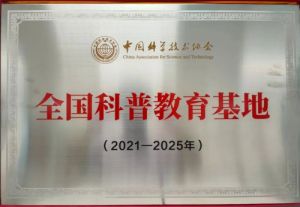 中国科学技术协会
China Association for Science and Technology
全国科普教育基地
（2021—2025年）